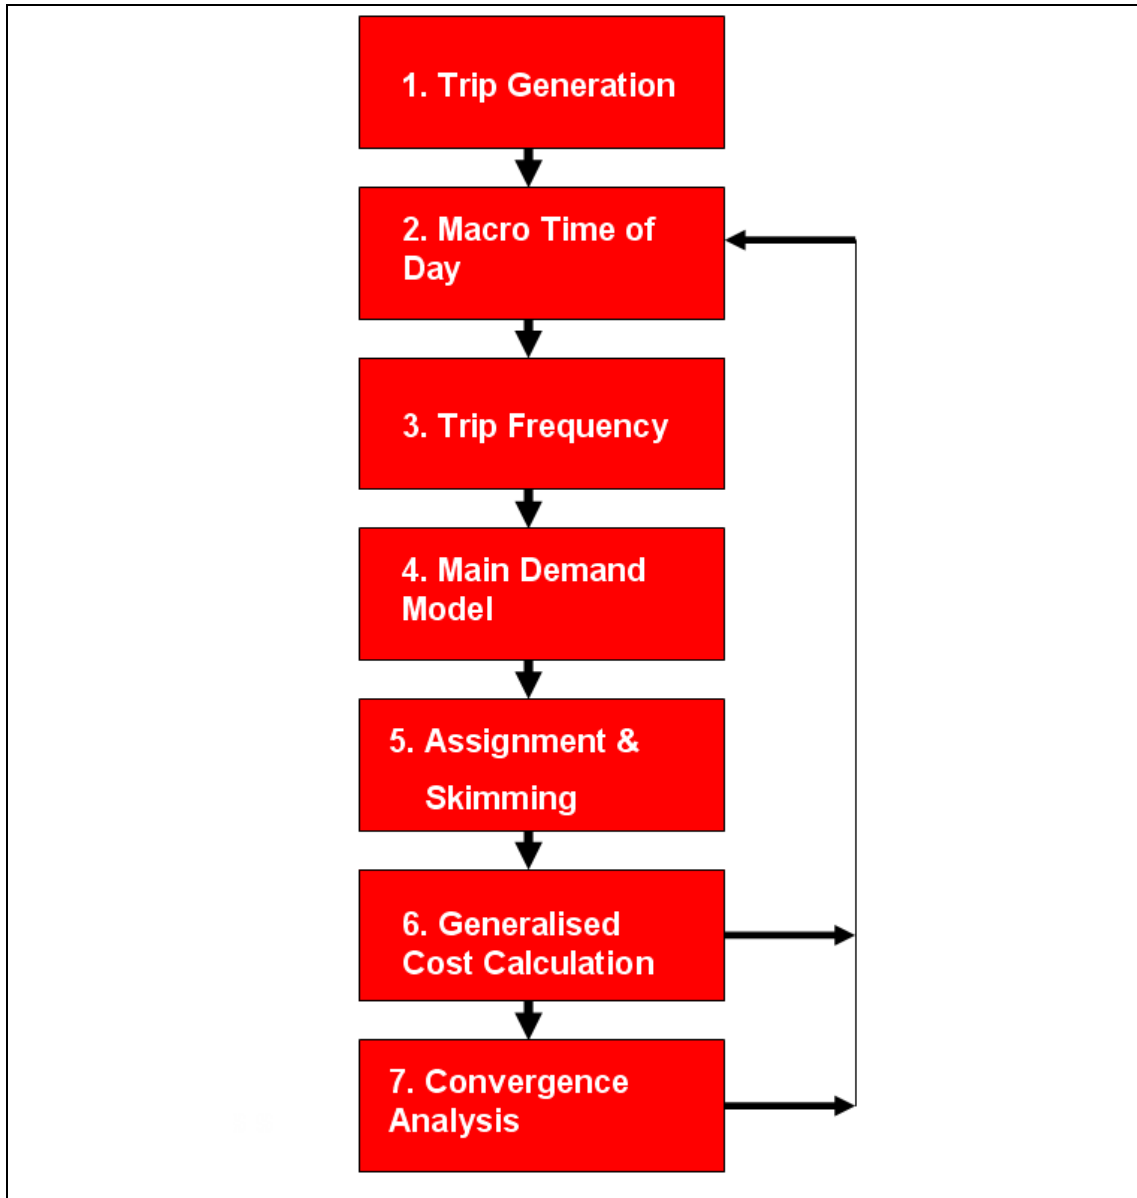 1. Trip Generation
2. Macro Time of
Day
3. Trip Frequency
4. Main Demand
Model
5. Assignment &
Skimming
6. Generalised
Cost Calculation
7. Convergence
Analysis